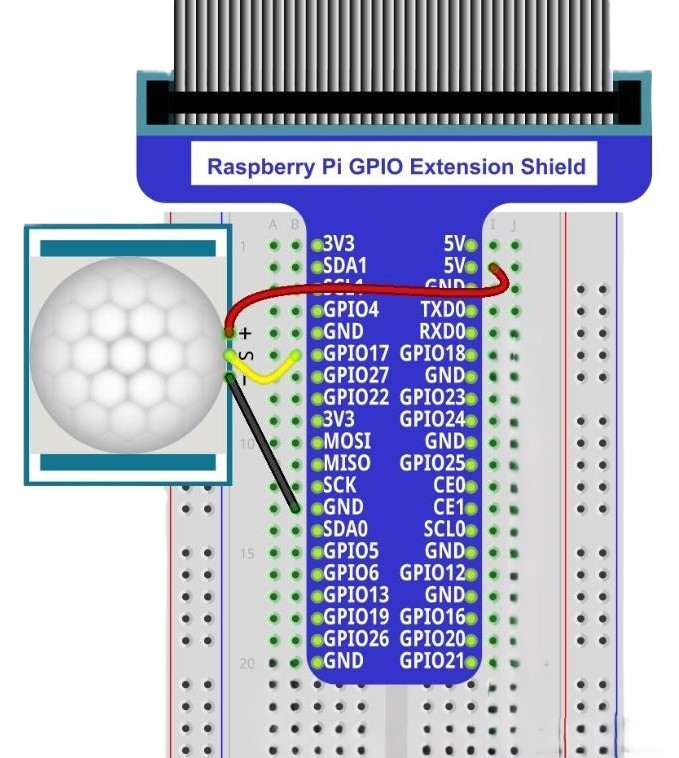 Raspberry Pi GPIO Extension Shield
A B I J
1 3V3 5V
SDA1 5V
SCL1 GND
GPIO4 TXD0
+ GND RXD0
S GPIO17 GPIO18
- GPIO27 GND
GPIO22 GPIO23
3V3 GPIO24
10 MOSI GND
MISO GPIO25
SCK CE0
GND CE1
SDA0 SCL0
15 GPIO5 GND
GPIO6 GPIO12
GPIO13 GND
GPIO19 GPIO16
GPIO26 GPIO20
20 GND GPIO21